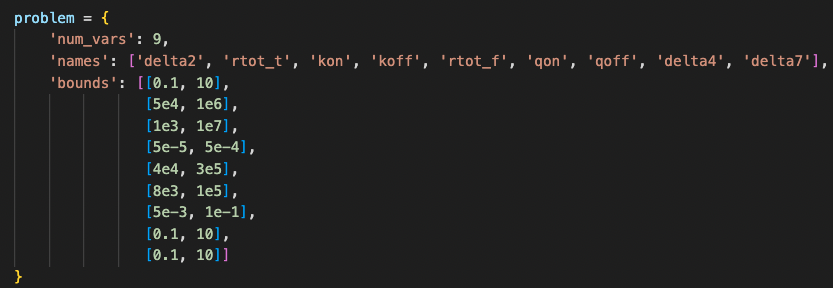 problem = {
    'num_vars': 9,
    'names': ['delta2', 'rtot_t', 'kon', 'koff', 'rtot_f', 'qon', 'qoff', 'delta4', 'delta7'],
    'bounds': [[0.1, 10],
               [5e4, 1e6],
               [1e3, 1e7],
               [5e-5, 5e-4],
               [4e4, 3e5],
               [8e3, 1e5],
               [5e-3, 1e-1],
               [0.1, 10],
               [0.1, 10]]
}